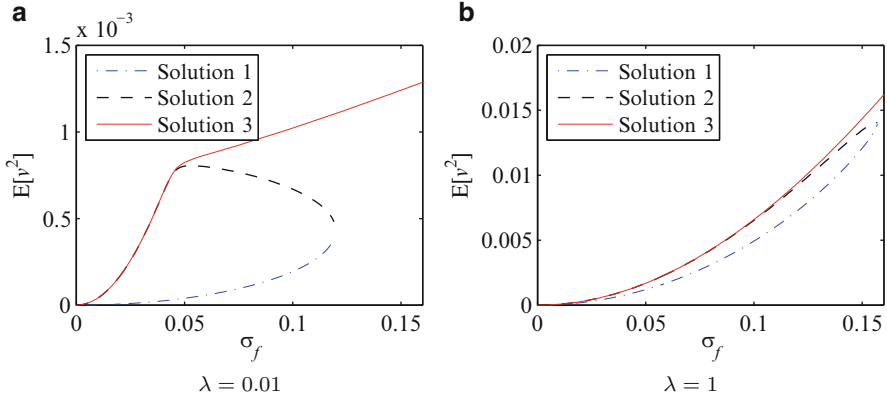 a
x 10⁻³
1.5
1
0.5
0
E[v²]
Solution 1
Solution 2
Solution 3
0
0.05
0.1
0.15
σ_f
λ = 0.01
b
0.02
0.015
0.01
0.005
0
E[v²]
Solution 1
Solution 2
Solution 3
0
0.05
0.1
0.15
σ_f
λ = 1